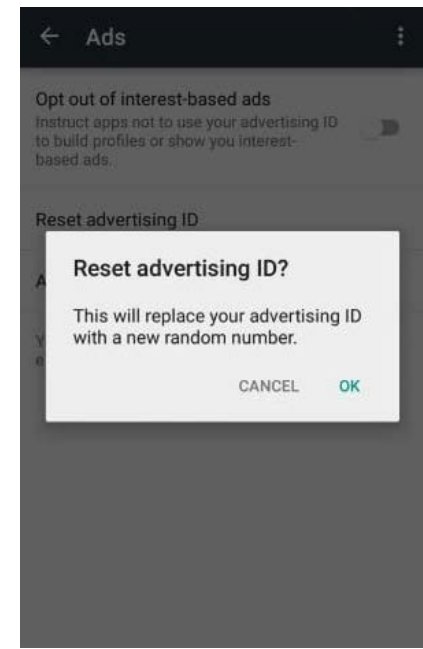 Ads
Opt out of interest-based ads
Instruct apps not to use your advertising ID
to build profiles or show you interest-
based ads.
Reset advertising ID
Reset advertising ID?
This will replace your advertising ID
with a new random number.
CANCEL OK